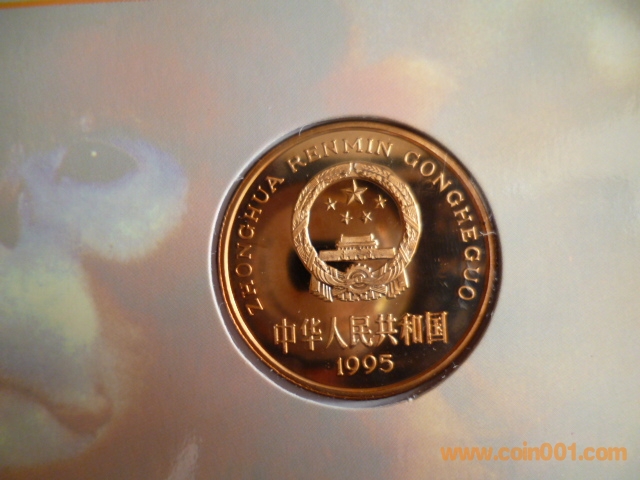 ZHONGHUA RENMIN GONGHEGUO
中华人民共和国
1995
www.coin001.com